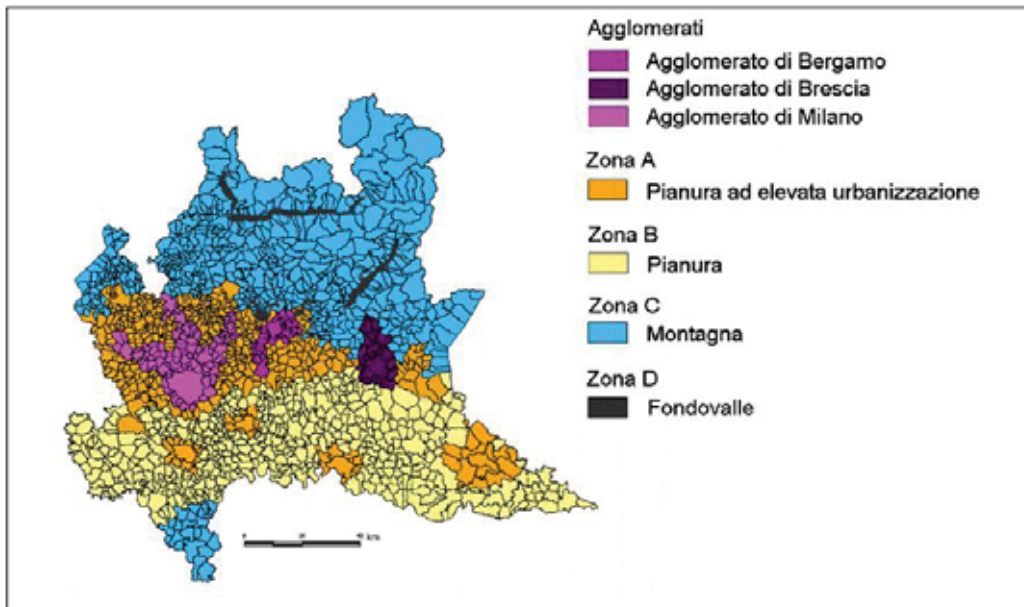 Agglomerati
Agglomerato di Bergamo
Agglomerato di Brescia
Agglomerato di Milano
Zona A
Pianura ad elevata urbanizzazione
Zona B
Pianura
Zona C
Montagna
Zona D
Fondovalle
km